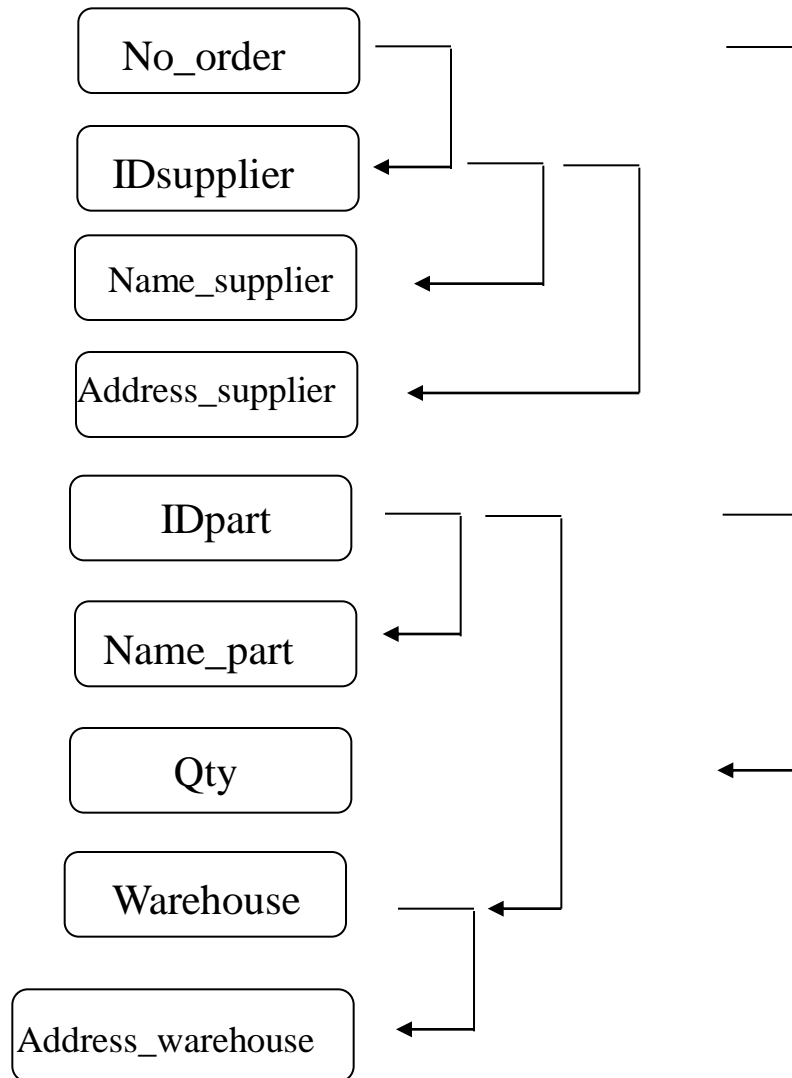 No_order
IDsupplier
Name_supplier
Address_supplier
IDpart
Name_part
Qty
Warehouse
Address_warehouse